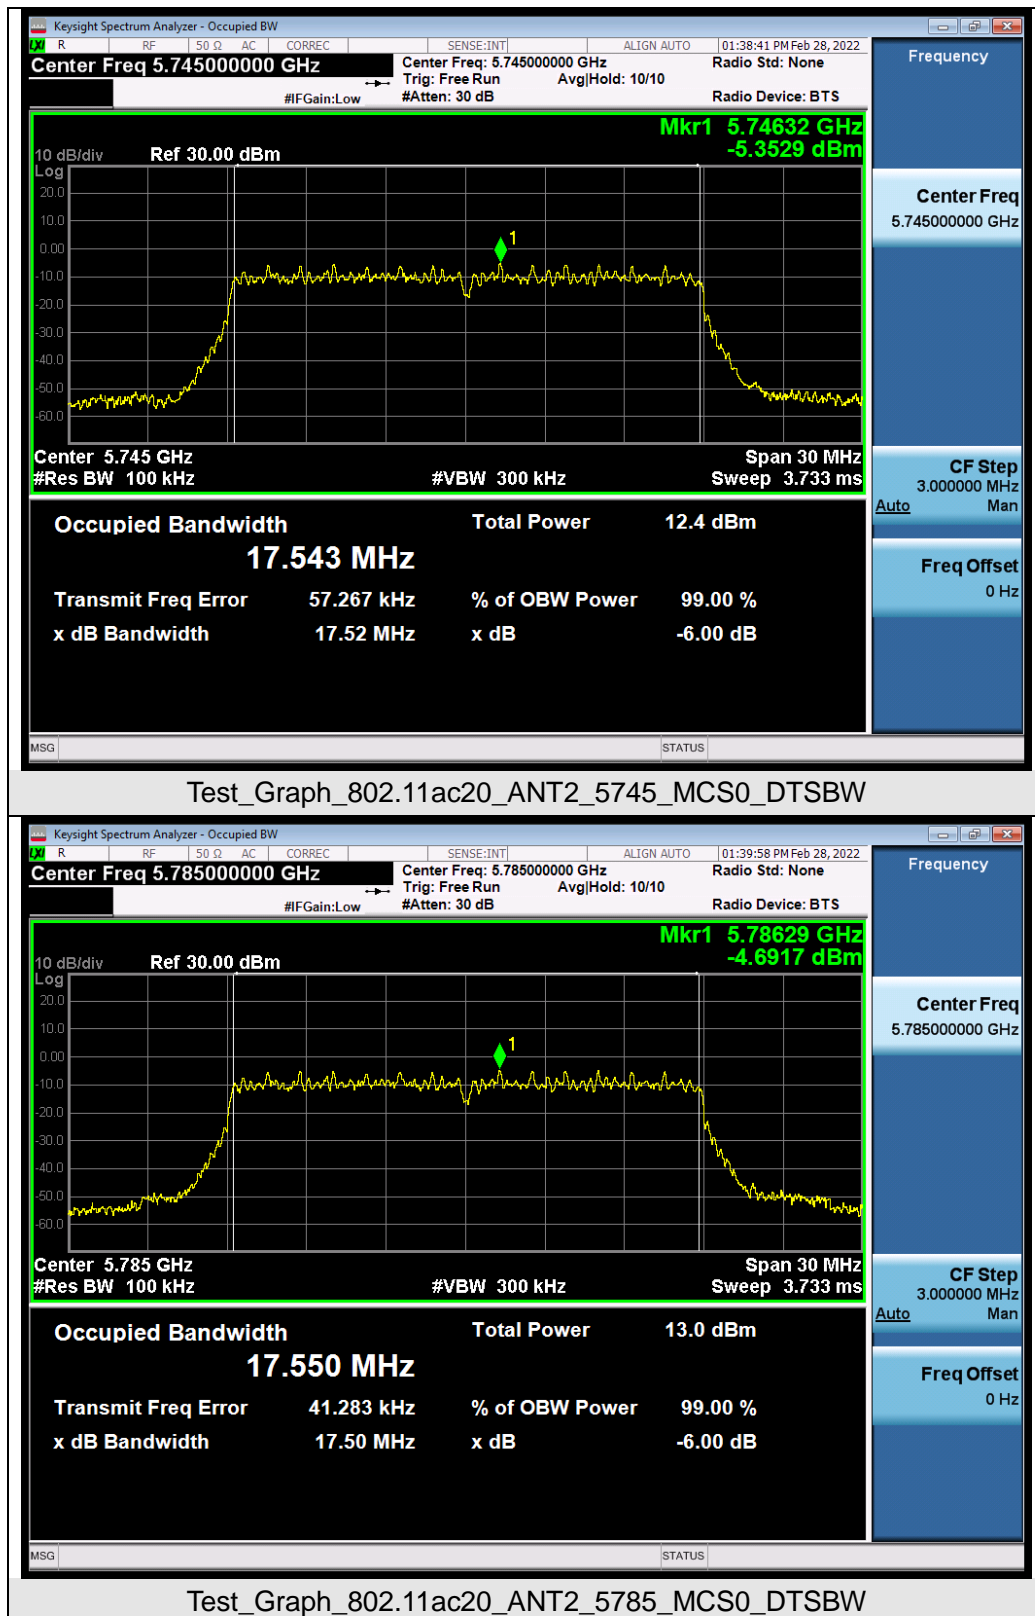 Keysight Spectrum Analyzer - Occupied BW
LXI R RF 50 Ω AC CORREC SENSE:INT ALIGN AUTO 01:38:41 PM Feb 28, 2022
Center Freq 5.745000000 GHz
Center Freq: 5.745000000 GHz
Radio Std: None
Trig: Free Run Avg|Hold: 10/10
#IFGain:Low
#Atten: 30 dB
Radio Device: BTS
Frequency
Mkr1 5.74632 GHz
-5.3529 dBm
10 dB/div Ref 30.00 dBm
Log
20.0
10.0
0.00
-10.0
-20.0
-30.0
-40.0
-50.0
-60.0
1
Center 5.745 GHz Span 30 MHz
#Res BW 100 kHz #VBW 300 kHz Sweep 3.733 ms
Center Freq
5.745000000 GHz
CF Step
3.000000 MHz
Auto Man
Freq Offset
0 Hz
Occupied Bandwidth Total Power 12.4 dBm
17.543 MHz
Transmit Freq Error 57.267 kHz % of OBW Power 99.00 %
x dB Bandwidth 17.52 MHz x dB -6.00 dB
MSG STATUS
Test_Graph_802.11ac20_ANT2_5745_MCS0_DTSBW
Keysight Spectrum Analyzer - Occupied BW
LXI R RF 50 Ω AC CORREC SENSE:INT ALIGN AUTO 01:39:58 PM Feb 28, 2022
Center Freq 5.785000000 GHz
Center Freq: 5.785000000 GHz
Radio Std: None
Trig: Free Run Avg|Hold: 10/10
#IFGain:Low
#Atten: 30 dB
Radio Device: BTS
Frequency
Mkr1 5.78629 GHz
-4.6917 dBm
10 dB/div Ref 30.00 dBm
Log
20.0
10.0
0.00
-10.0
-20.0
-30.0
-40.0
-50.0
-60.0
1
Center 5.785 GHz Span 30 MHz
#Res BW 100 kHz #VBW 300 kHz Sweep 3.733 ms
Center Freq
5.785000000 GHz
CF Step
3.000000 MHz
Auto Man
Freq Offset
0 Hz
Occupied Bandwidth Total Power 13.0 dBm
17.550 MHz
Transmit Freq Error 41.283 kHz % of OBW Power 99.00 %
x dB Bandwidth 17.50 MHz x dB -6.00 dB
MSG STATUS
Test_Graph_802.11ac20_ANT2_5785_MCS0_DTSBW